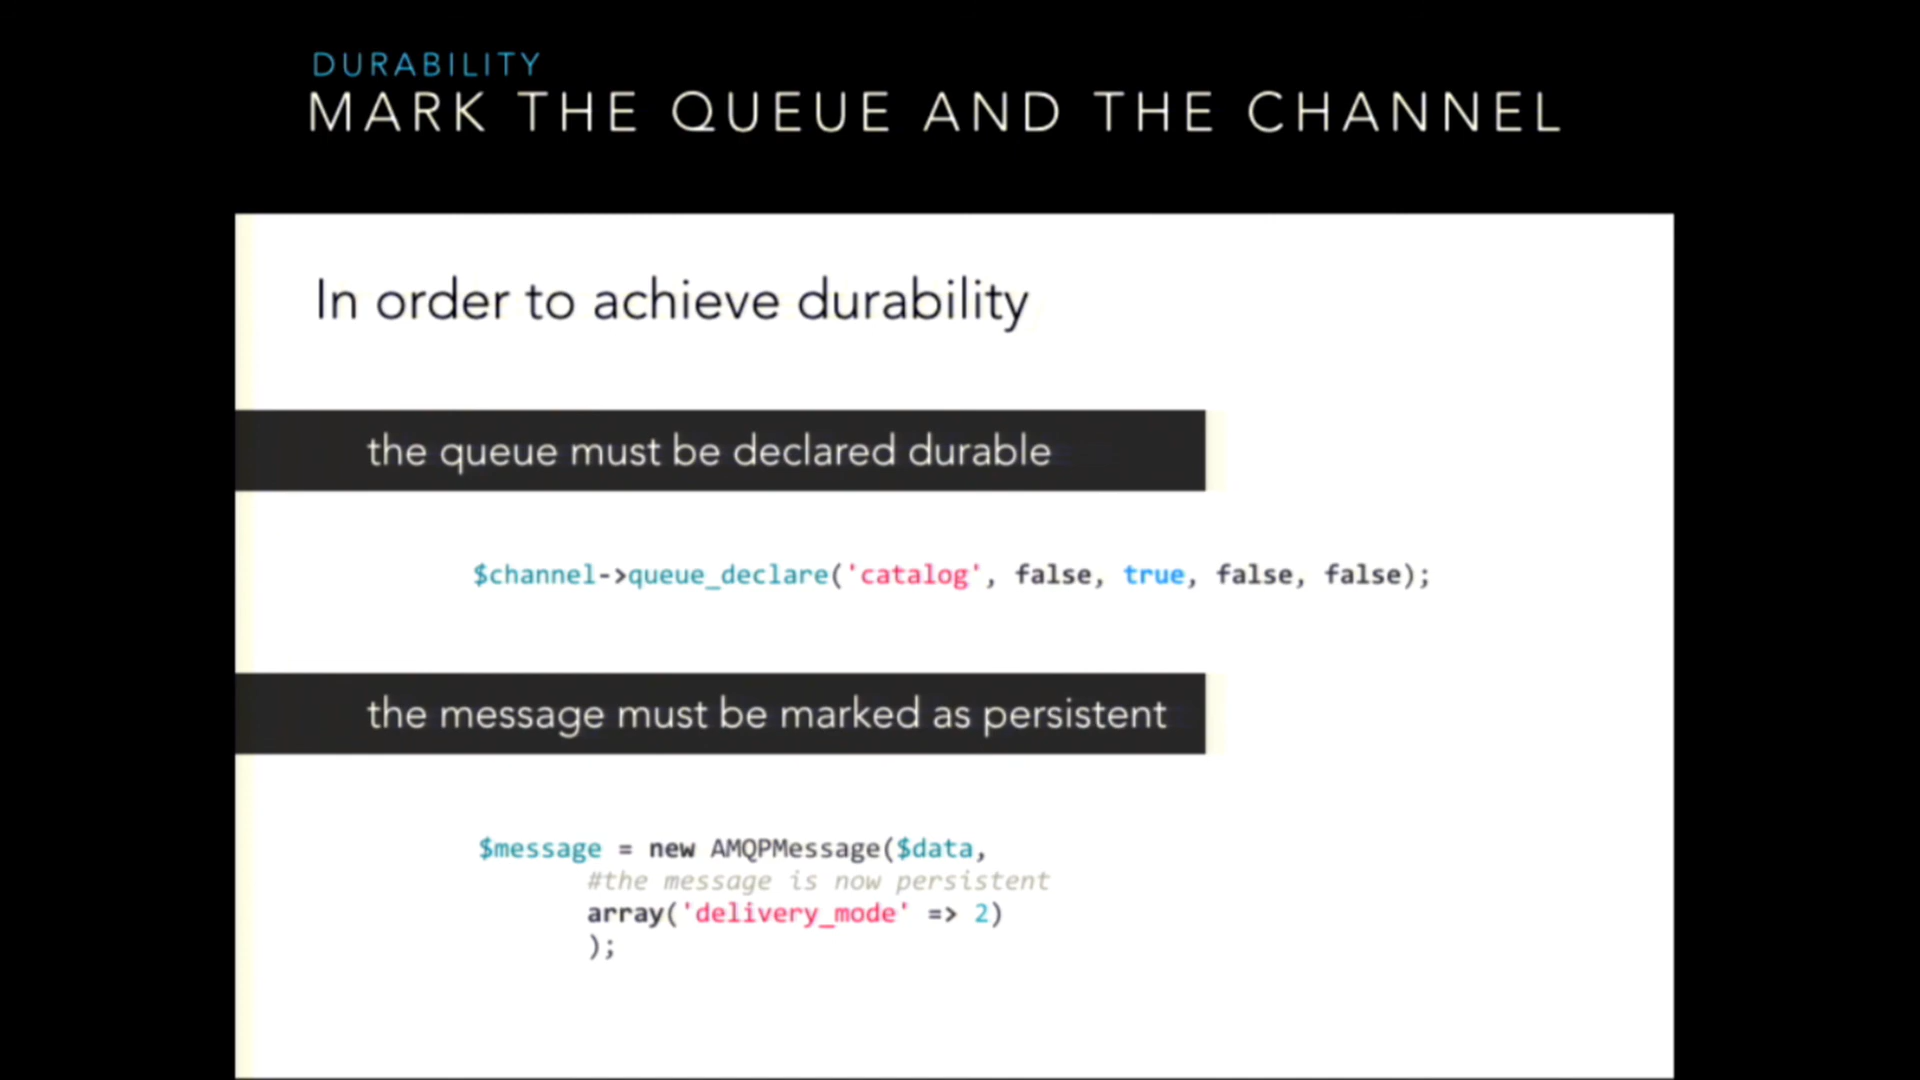 DURABILITY
MARK THE QUEUE AND THE CHANNEL
In order to achieve durability
the queue must be declared durable
$channel->queue_declare('catalog', false, true, false, false);
the message must be marked as persistent
$message = new AMQPMessage($data,
#the message is now persistent
array('delivery_mode' => 2)
);